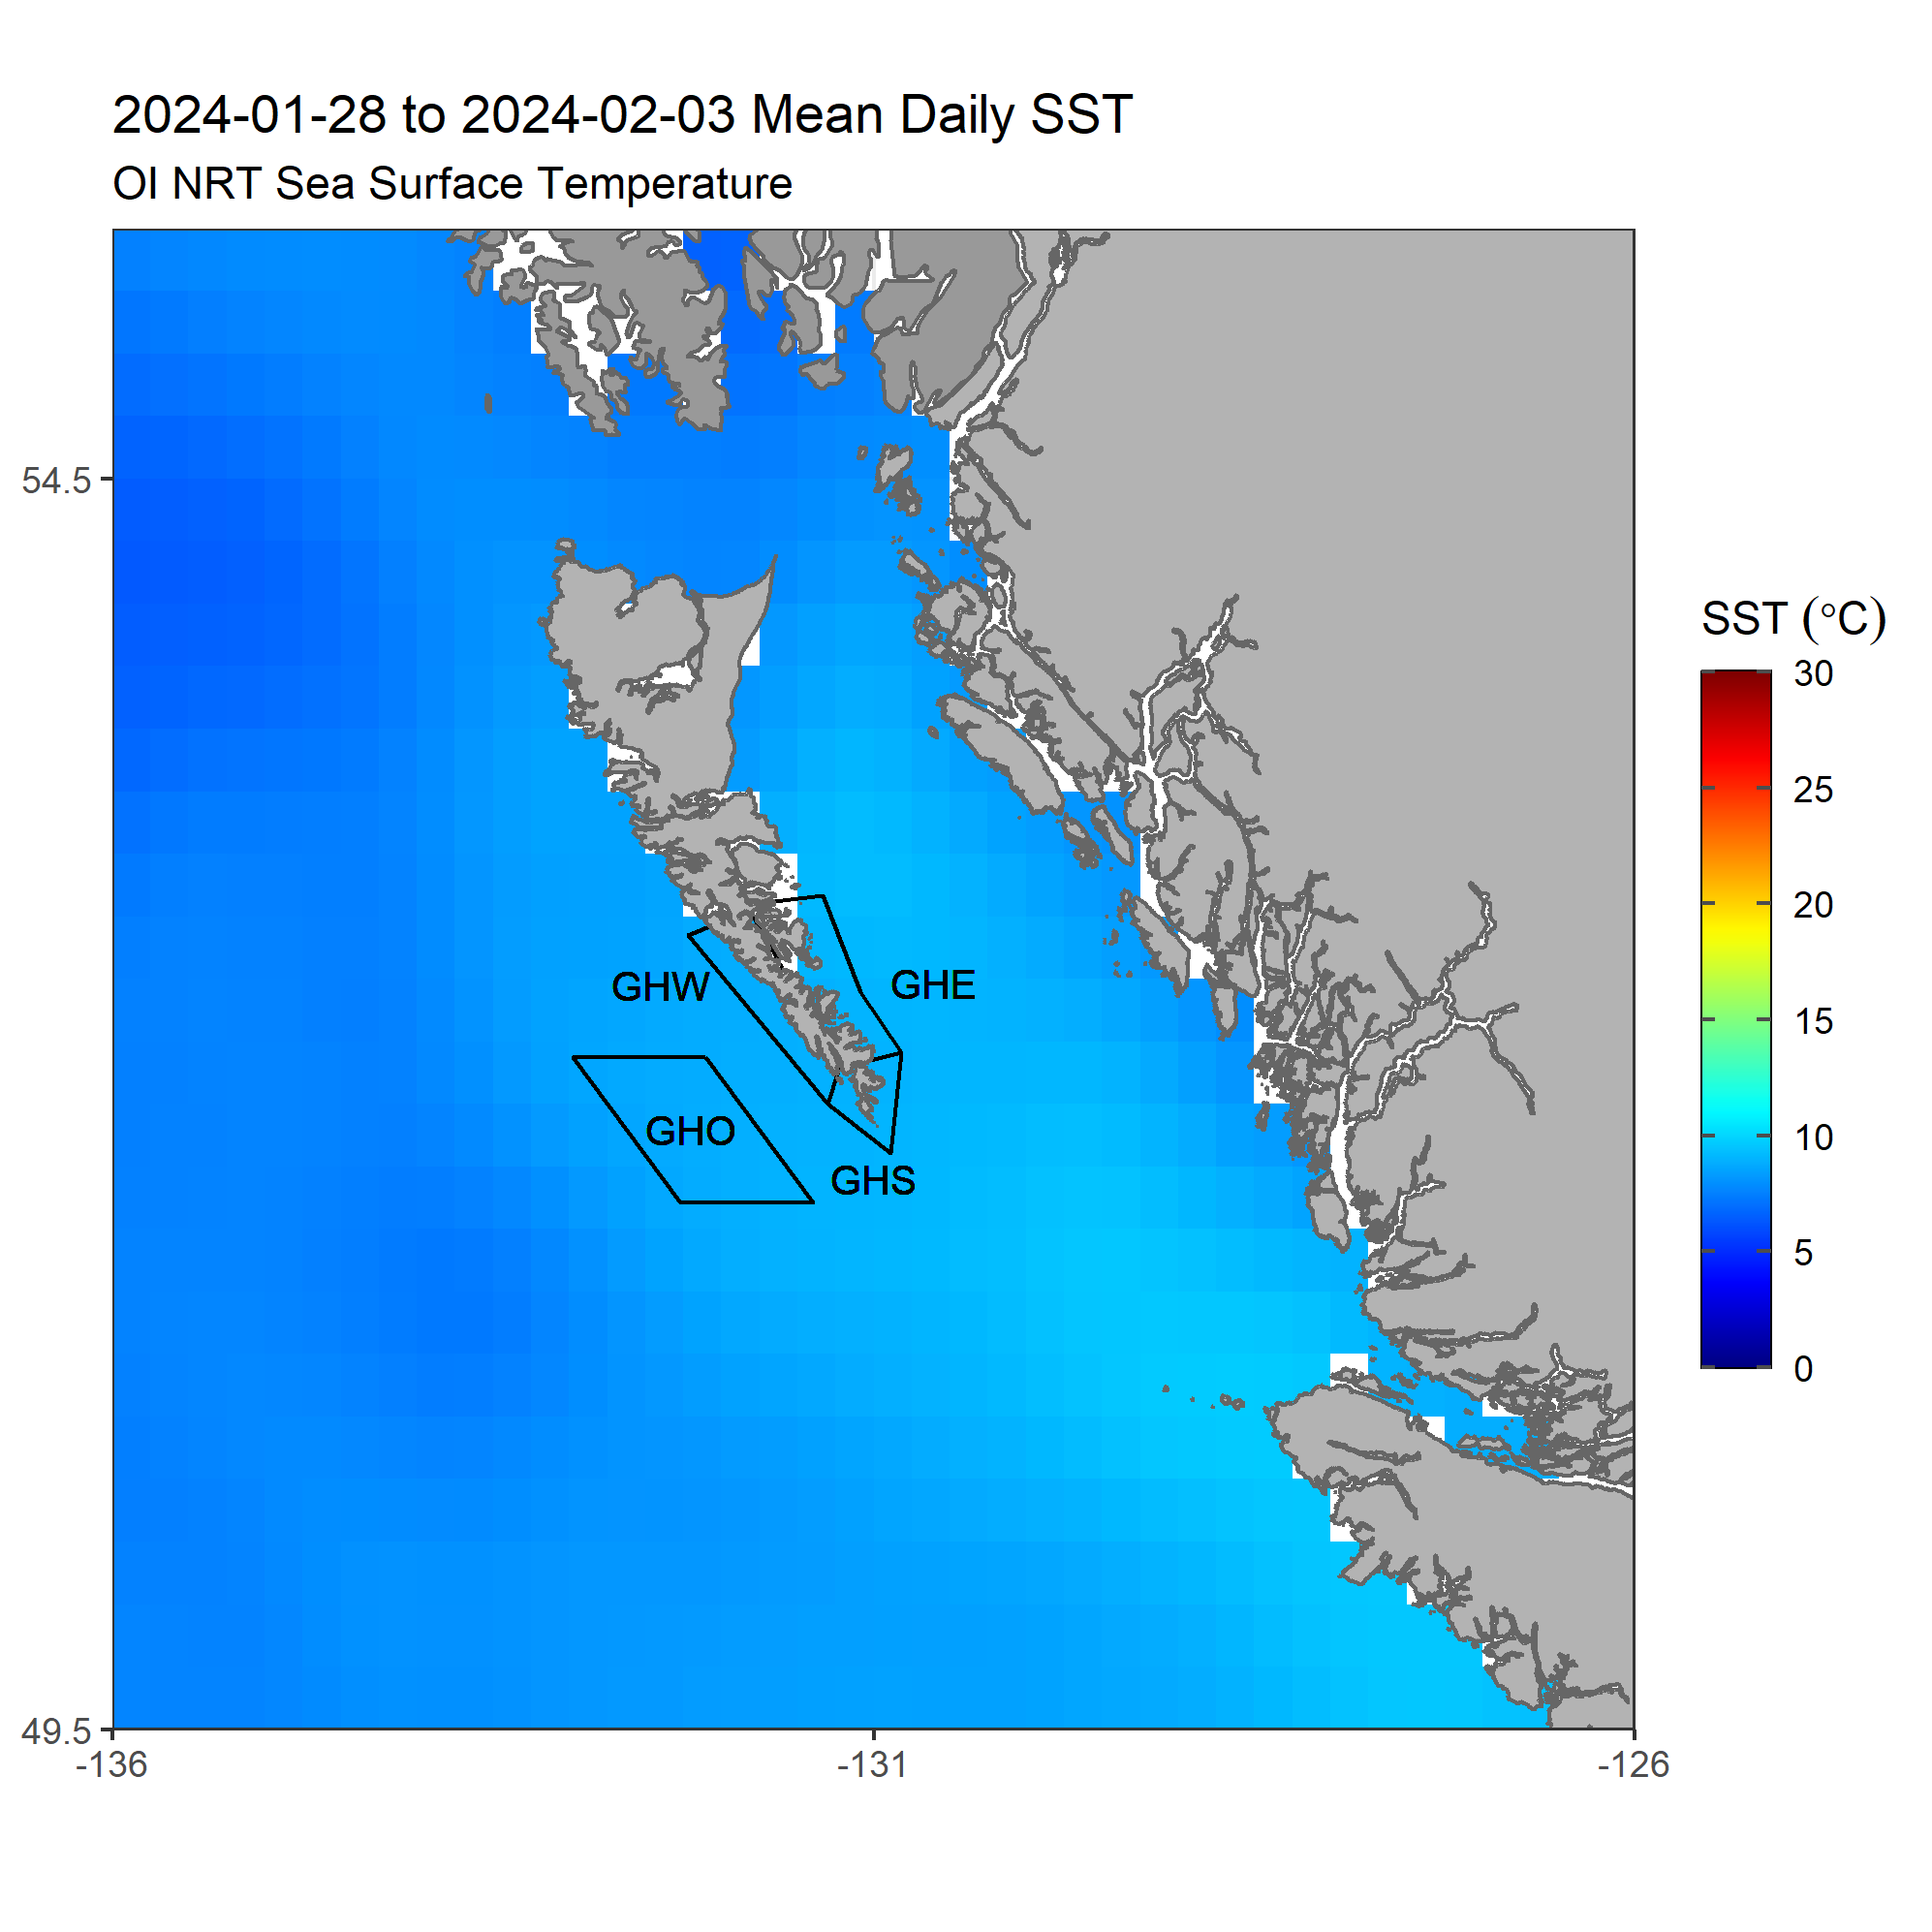 2024-01-28 to 2024-02-03 Mean Daily SST
OI NRT Sea Surface Temperature
54.5
49.5
-136
-131
-126
GHW
GHE
GHO
GHS
SST (°C)
30
25
20
15
10
5
0